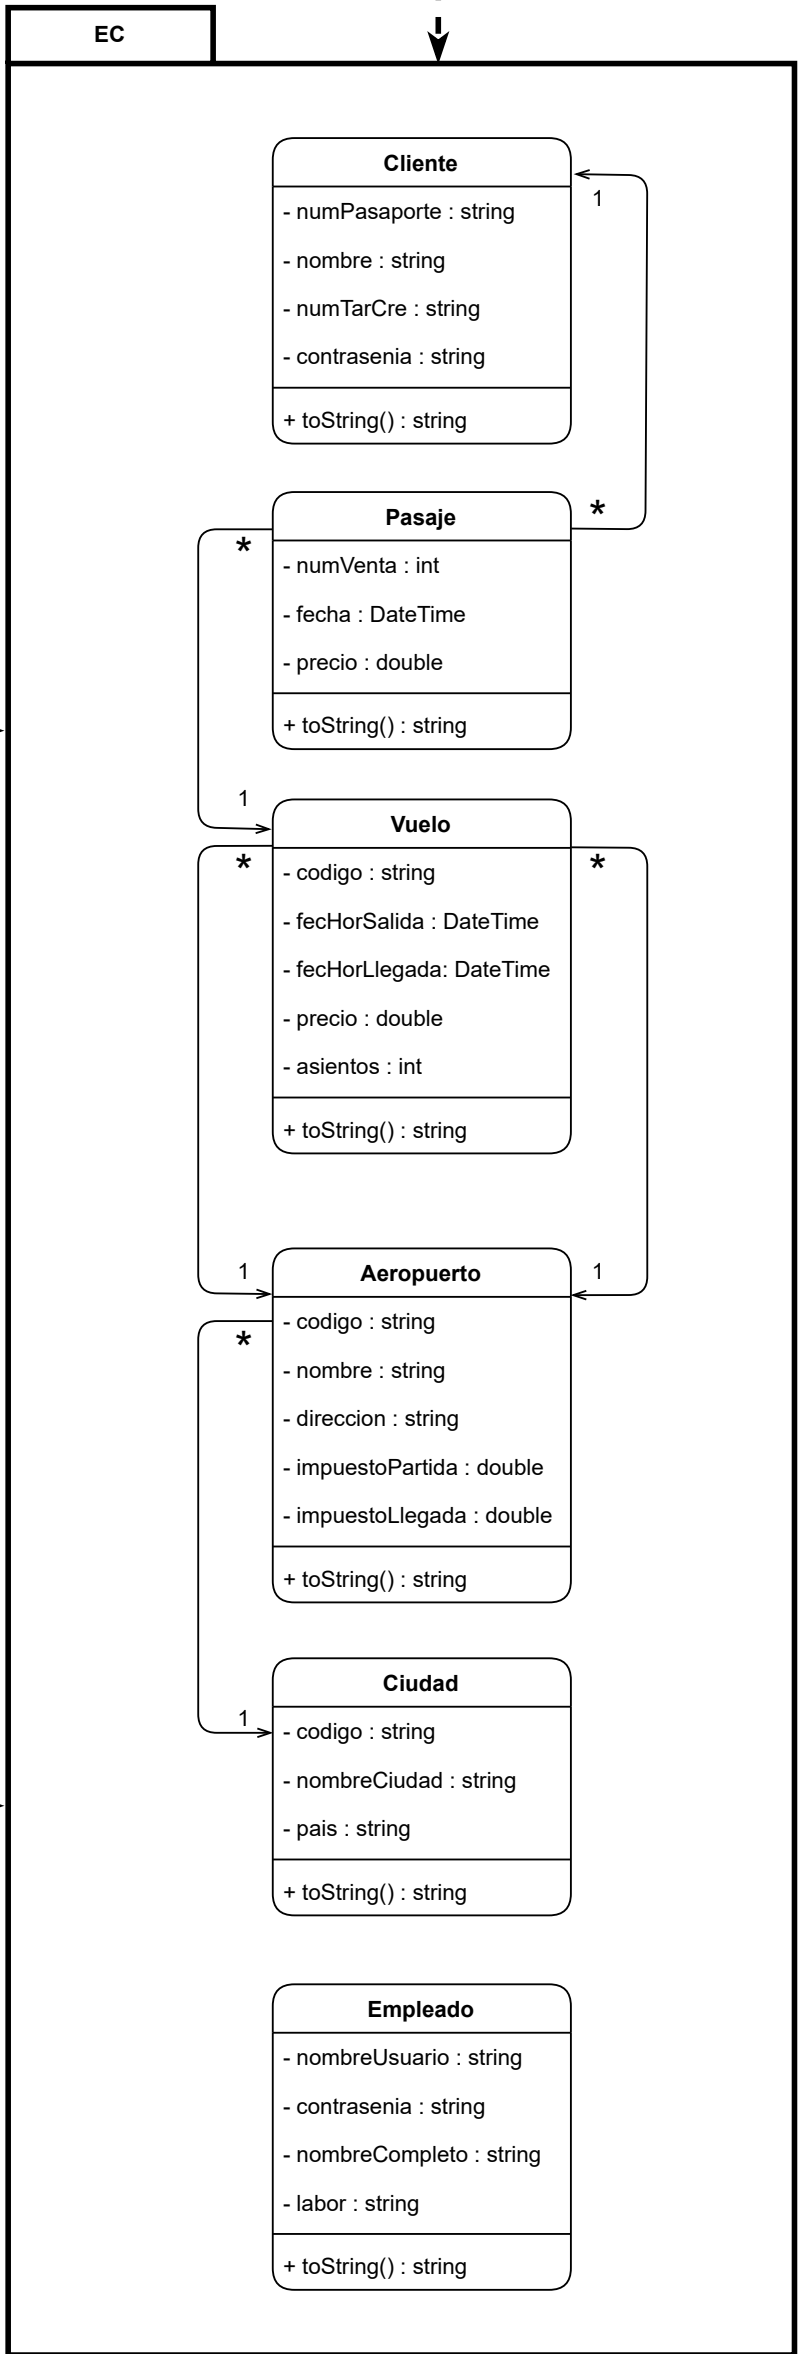 EC
Cliente
1
- numPasaporte : string
- nombre : string
- numTarCre : string
- contrasenia : string
+ toString() : string
*
Pasaje
*
- numVenta : int
- fecha : DateTime
- precio : double
+ toString() : string
1
Vuelo
*
*
- codigo : string
- fecHorSalida : DateTime
- fecHorLlegada: DateTime
- precio : double
- asientos : int
+ toString() : string
1
1
Aeropuerto
- codigo : string
*
- nombre : string
- direccion : string
- impuestoPartida : double
- impuestoLlegada : double
+ toString() : string
Ciudad
1
- codigo : string
- nombreCiudad : string
- pais : string
+ toString() : string
Empleado
- nombreUsuario : string
- contrasenia : string
- nombreCompleto : string
- labor : string
+ toString() : string